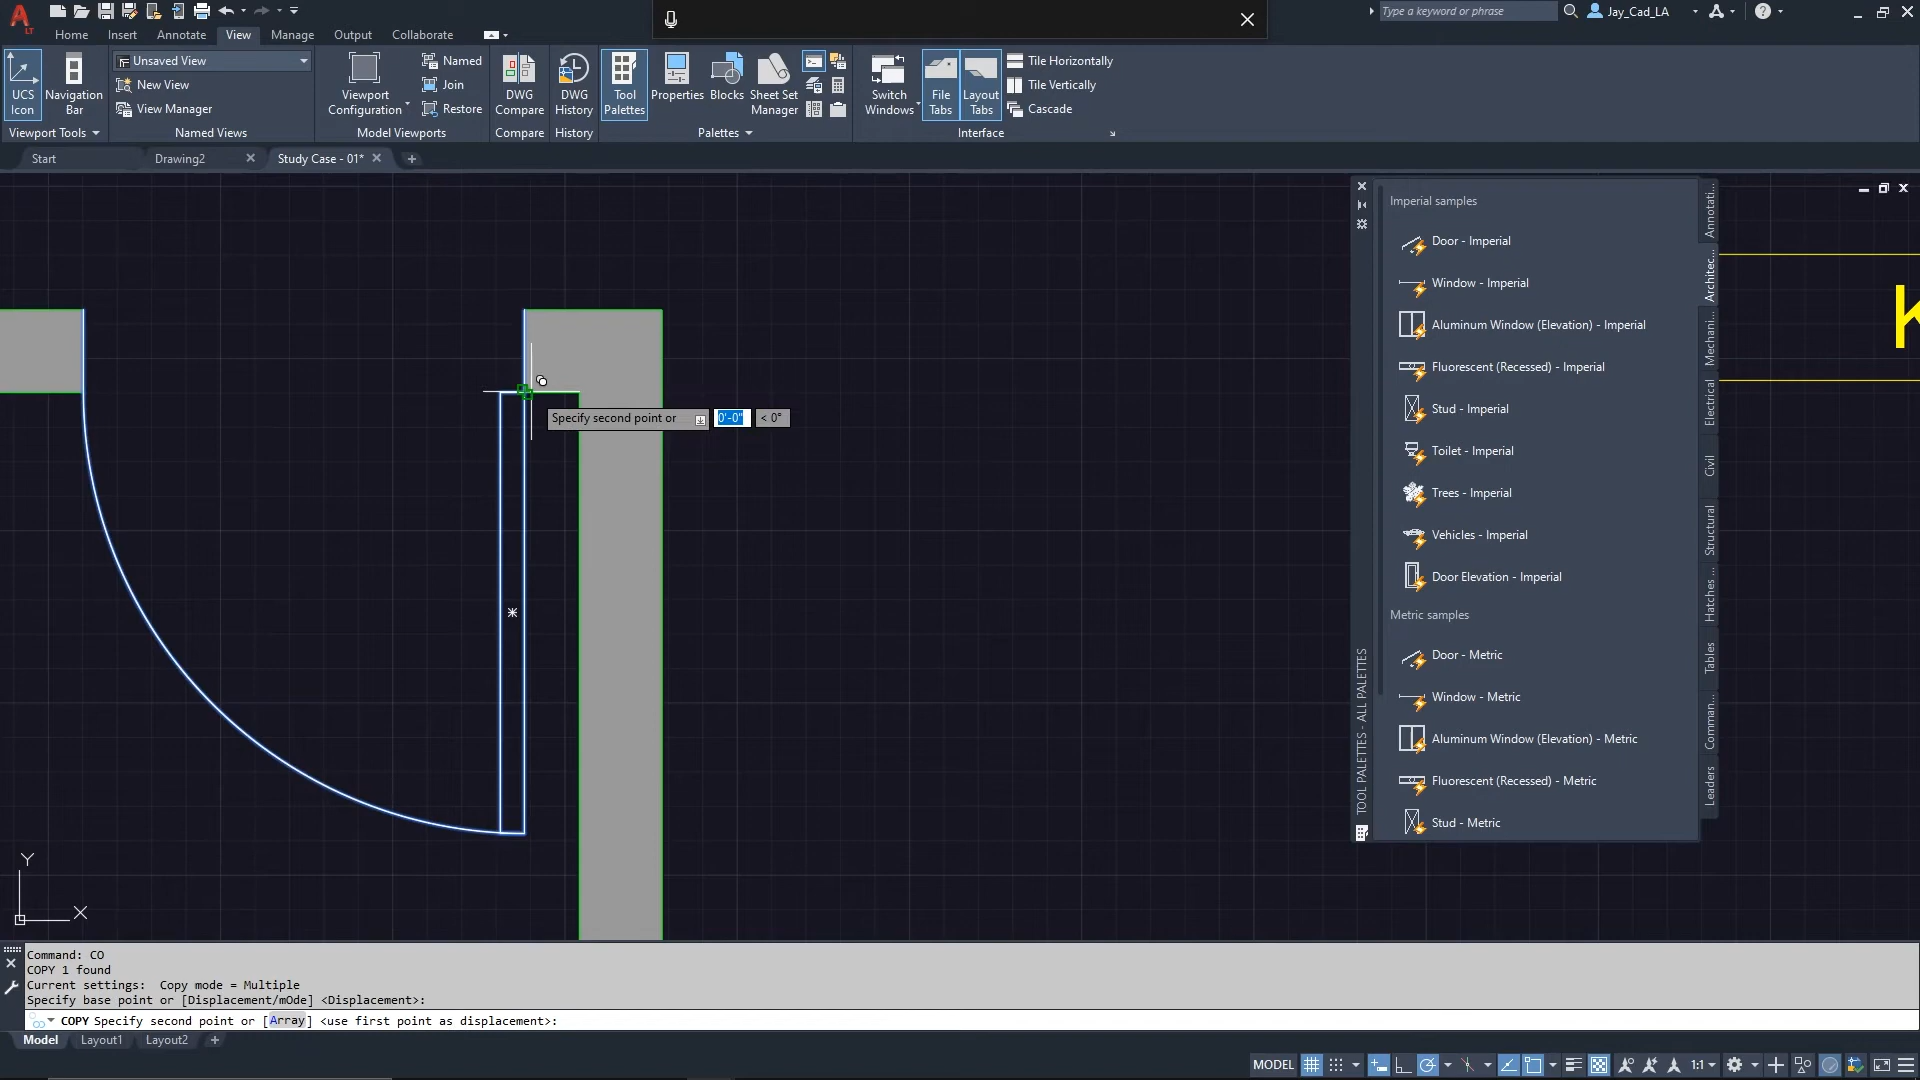 Type a keyword or phrase
Jay_Cad_LA
LT
Home
Insert
Annotate
View
Manage
Output
Collaborate
UCS Icon
Navigation Bar
Viewport Tools
Unsaved View
New View
View Manager
Named Views
Viewport Configuration
Named
Join
Restore
Model Viewports
DWG Compare
Compare
DWG History
History
Tool Palettes
Properties
Blocks
Sheet Set Manager
Palettes
Switch Windows
File Tabs
Layout Tabs
Tile Horizontally
Tile Vertically
Cascade
Interface
Start
Drawing2
Study Case - 01*
Specify second point or
0'-0"
< 0°
Imperial samples
Door - Imperial
Window - Imperial
Aluminum Window (Elevation) - Imperial
Fluorescent (Recessed) - Imperial
Stud - Imperial
Toilet - Imperial
Trees - Imperial
Vehicles - Imperial
Door Elevation - Imperial
Metric samples
Door - Metric
Window - Metric
Aluminum Window (Elevation) - Metric
Fluorescent (Recessed) - Metric
Stud - Metric
TOOL PALETTES - ALL PALETTES
Annotati...
Architec...
Mechani...
Electrical
Civil
Structural
Hatches ...
Tables
Comman...
Leaders
Y
X
Command: CO
COPY 1 found
Current settings:  Copy mode = Multiple
Specify base point or [Displacement/mOde] <Displacement>:
COPY Specify second point or [Array] <use first point as displacement>:
Model
Layout1
Layout2
MODEL
1:1